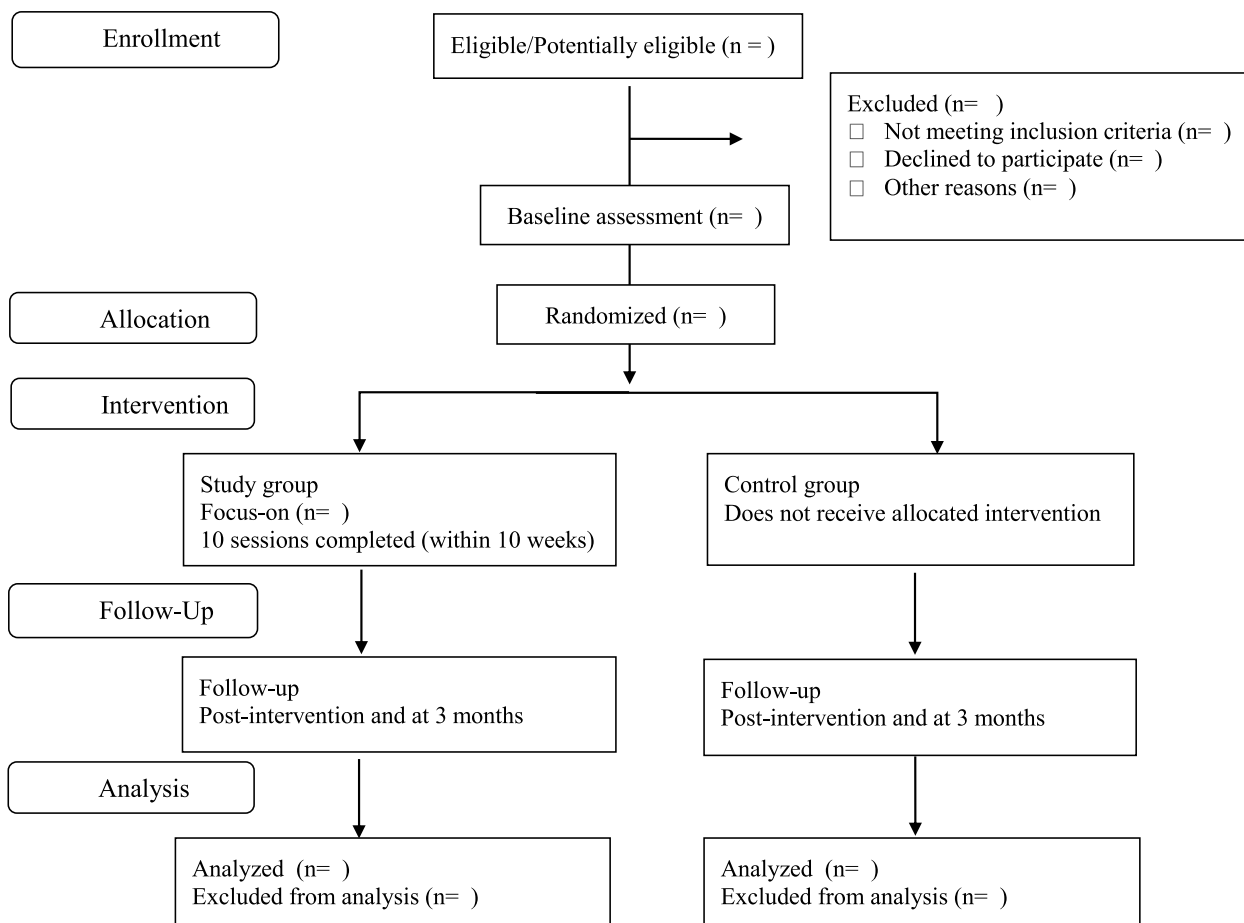 Enrollment
Eligible/Potentially eligible (n = )
Excluded (n=   )
□ Not meeting inclusion criteria (n=  )
□ Declined to participate (n=  )
□ Other reasons (n=  )
Baseline assessment (n=  )
Allocation
Randomized (n=  )
Intervention
Study group
Focus-on (n=  )
10 sessions completed (within 10 weeks)
Control group
Does not receive allocated intervention
Follow-Up
Follow-up
Post-intervention and at 3 months
Follow-up
Post-intervention and at 3 months
Analysis
Analyzed  (n=  )
Excluded from analysis (n=  )
Analyzed  (n=  )
Excluded from analysis (n=  )